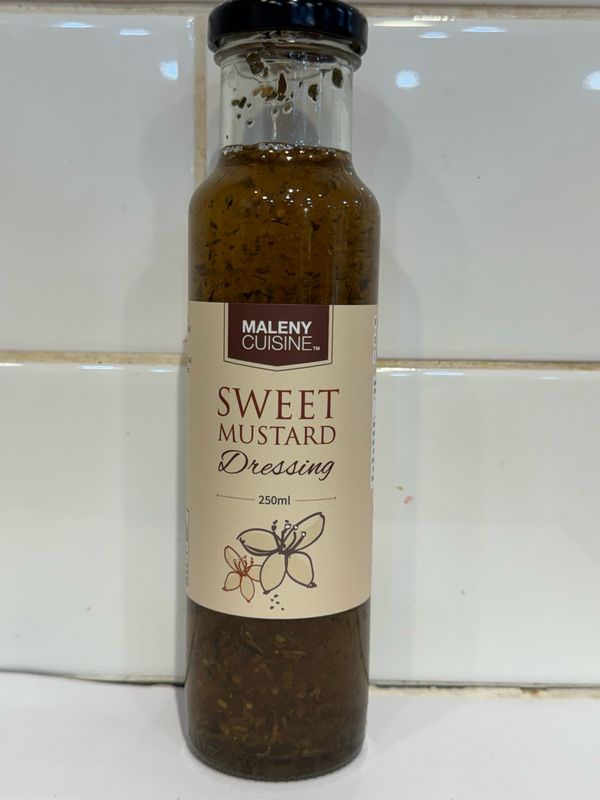 MALENY
CUISINE™
SWEET
MUSTARD
Dressing
250ml